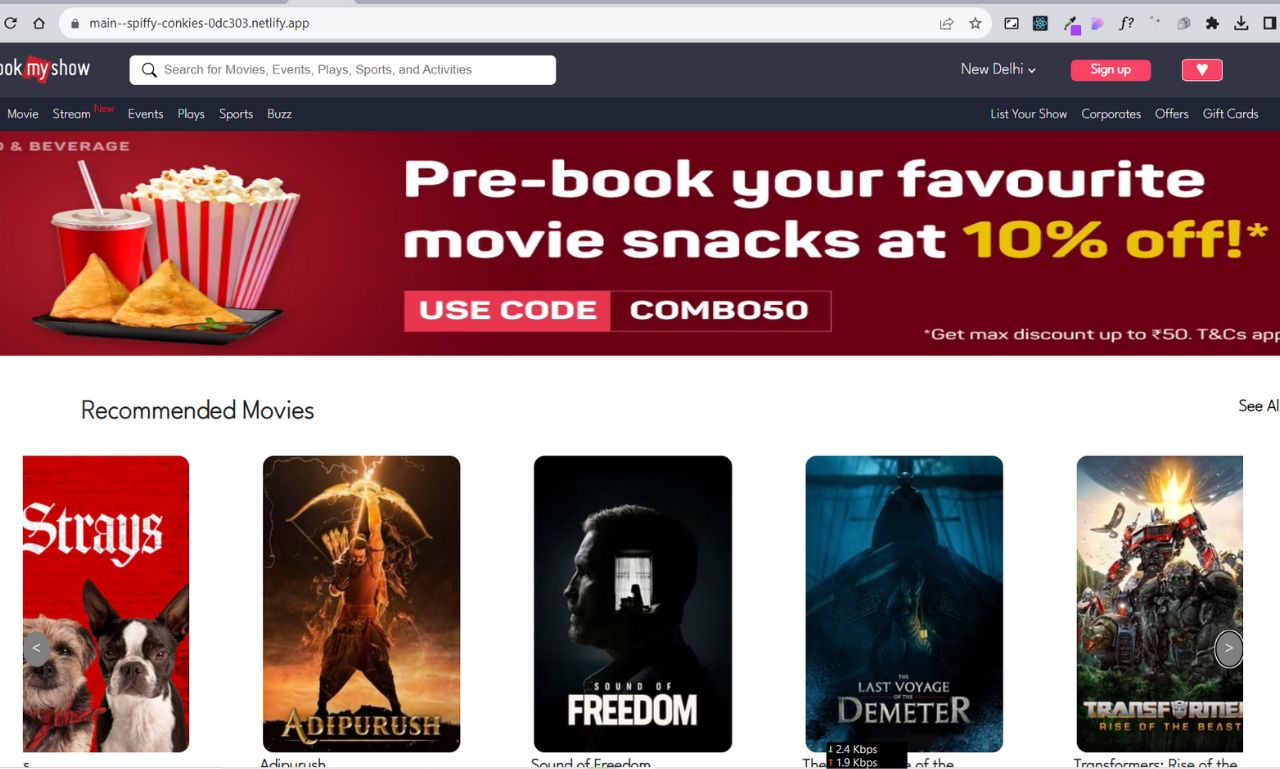 main--spiffy-conkies-0dc303.netlify.app
f?
ook my show
Search for Movies, Events, Plays, Sports, and Activities
New Delhi
Sign up
Movie Stream New Events Plays Sports Buzz
List Your Show Corporates Offers Gift Cards
& BEVERAGE
Pre-book your favourite
movie snacks at 10% off!*
USE CODE COMBO50
*Get max discount up to ₹50. T&Cs app
Recommended Movies
See Al
Strays
ADIPURUSH
SOUND OF
FREEDOM
THE
LAST VOYAGE
OF THE
DEMETER
TRANSFORME
RISE OF THE BEAST
<
>
s
Adipurush
Sound of Freedom
The
e of the
Transformers: Rise of the
2.4 Kbps
1.9 Kbps